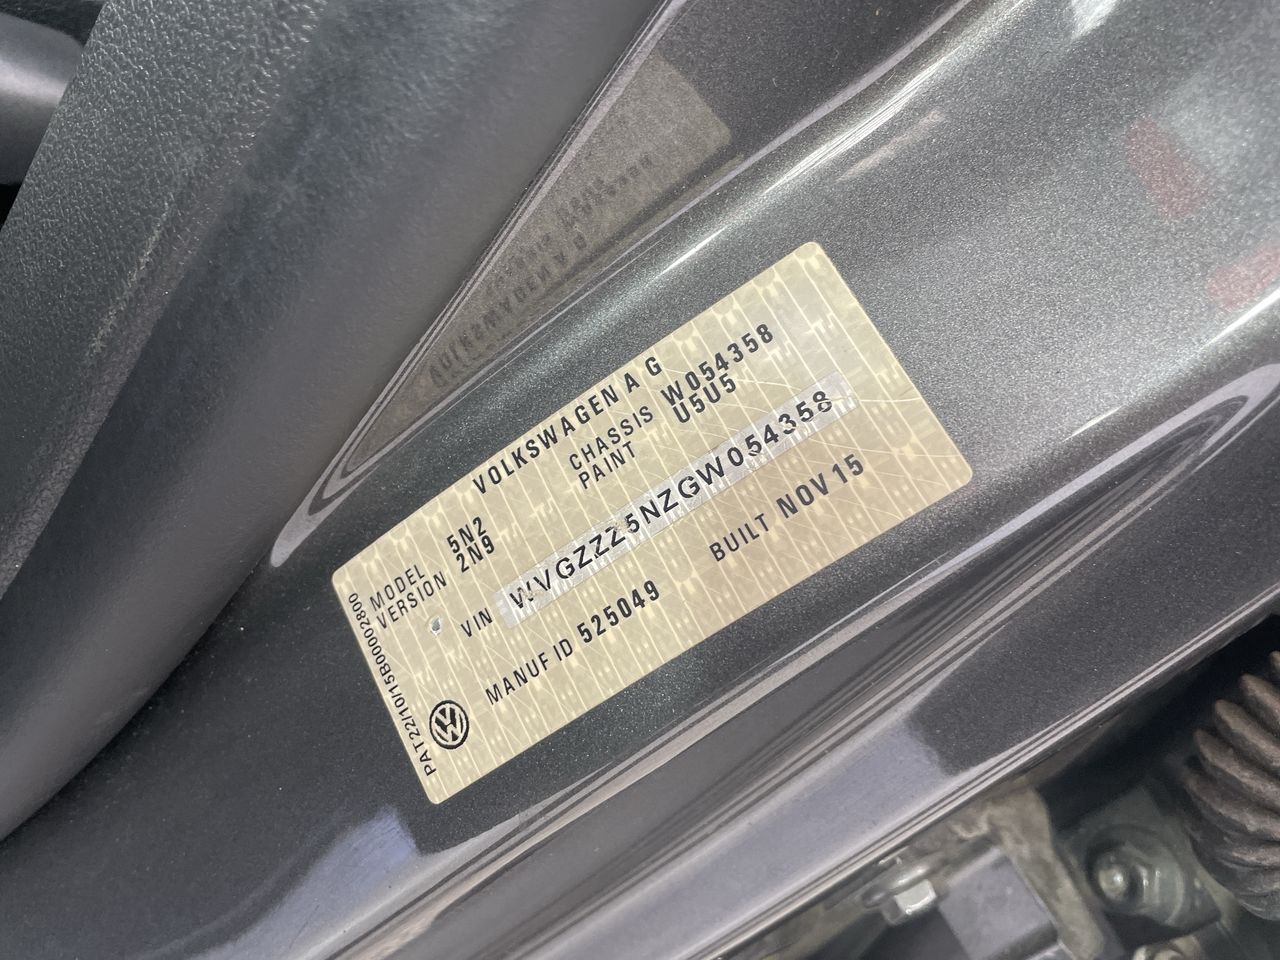 VOLKSWAGEN A G
MODEL 5N2 CHASSIS W054358
VERSION 2N9 PAINT U5U5
VIN WVGZZZ5NZGW054358
MANUF ID 525049 BUILT NOV 15
PAT 22/10/15B00002800